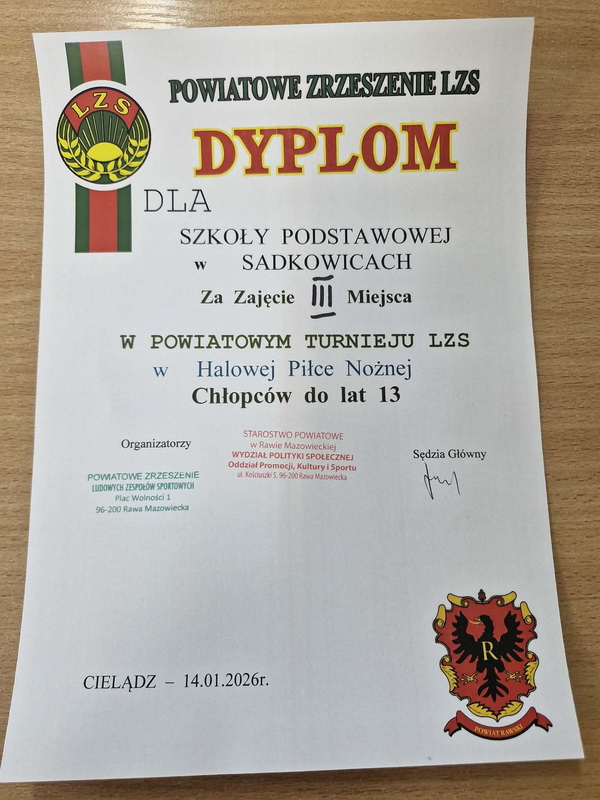 LZS
POWIATOWE ZRZESZENIE LZS
DYPLOM
DLA
SZKOŁY PODSTAWOWEJ
w SADKOWICACH
Za Zajęcie III Miejsca
W POWIATOWYM TURNIEJU LZS
w Halowej Piłce Nożnej
Chłopców do lat 13
Organizatorzy
POWIATOWE ZRZESZENIE
LUDOWYCH ZESPOŁÓW SPORTOWYCH
Plac Wolności 1
96-200 Rawa Mazowiecka
STAROSTWO POWIATOWE
w Rawie Mazowieckiej
WYDZIAŁ POLITYKI SPOŁECZNEJ
Oddział Promocji, Kultury i Sportu
ul. Kościuszki 5, 96-200 Rawa Mazowiecka
Sędzia Główny
CIELĄDZ – 14.01.2026r.
R
POWIAT RAWSKI